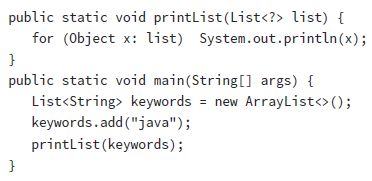 public static void printList(List<?> list) {
   for (Object x: list)  System.out.println(x);
}
public static void main(String[] args) {
   List<String> keywords = new ArrayList<>();
   keywords.add("java");
   printList(keywords);
}